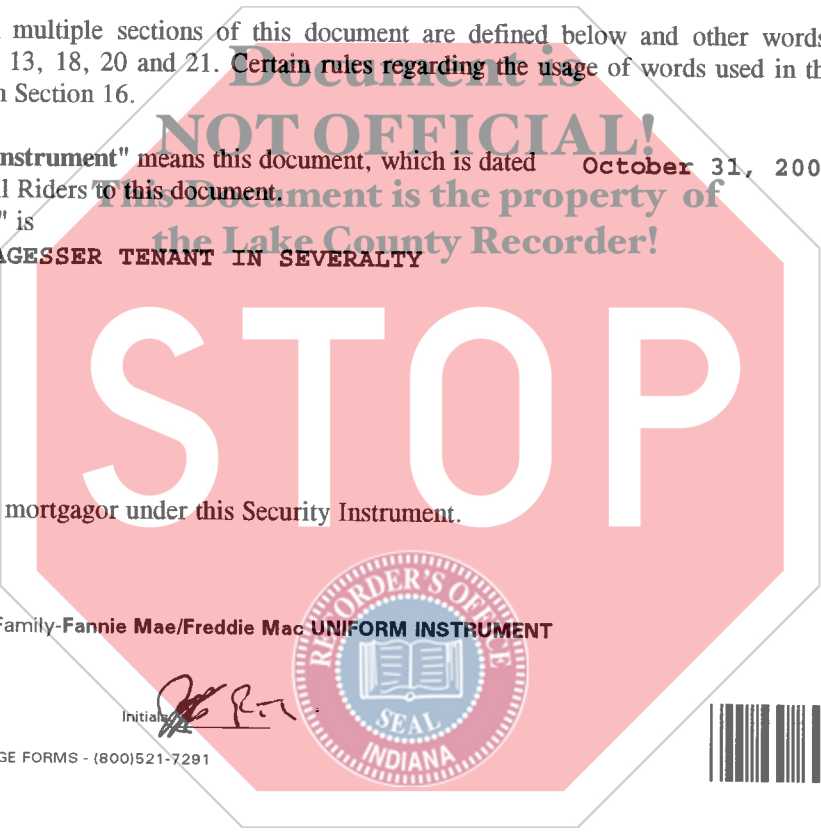 multiple sections of this document are defined below and other words
13, 18, 20 and 21. Certain rules regarding the usage of words used in th
n Section 16.
Document is
NOT OFFICIAL!
This Document is the property of
the Lake County Recorder!
nstrument" means this document, which is dated October 31, 200
l Riders to this document.
" is
AGESSER TENANT IN SEVERALTY
STOP
mortgagor under this Security Instrument.
Family-Fannie Mae/Freddie Mac UNIFORM INSTRUMENT
RECORDER'S OFFICE
SEAL
INDIANA
Initials
GE FORMS - (800)521-7291